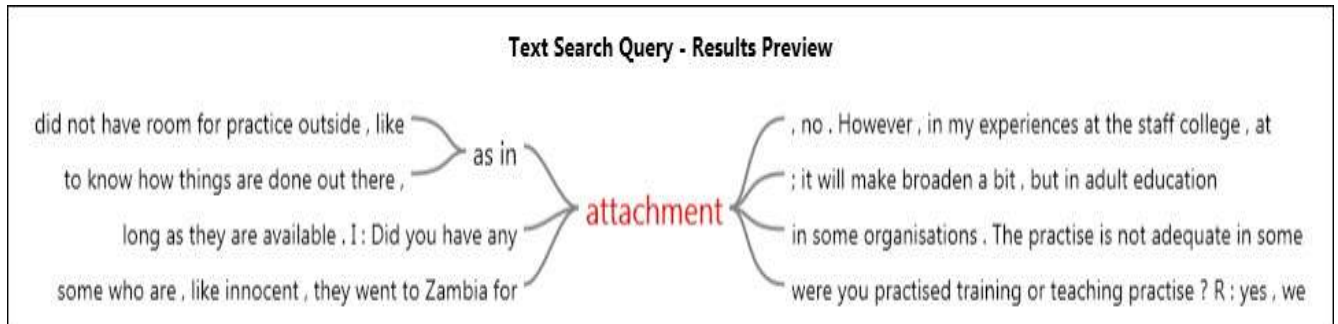 Text Search Query - Results Preview
did not have room for practice outside , like
to know how things are done out there ,
as in
long as they are available . I : Did you have any
some who are , like innocent , they went to Zambia for
attachment
, no . However , in my experiences at the staff college , at
; it will make broaden a bit , but in adult education
in some organisations . The practise is not adequate in some
were you practised training or teaching practise ? R : yes , we